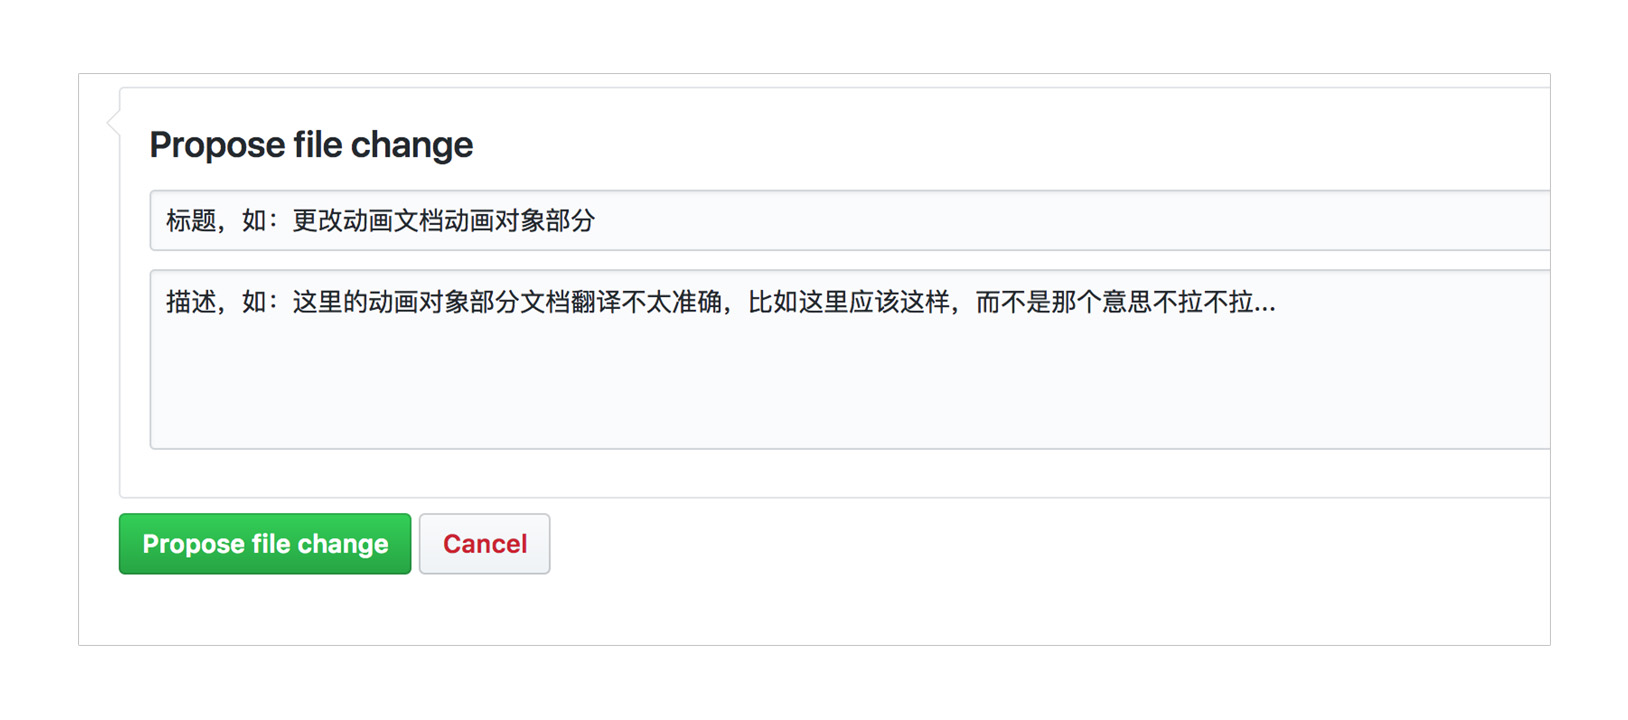 Propose file change
标题，如：更改动画文档动画对象部分
描述，如：这里的动画对象部分文档翻译不太准确，比如这里应该这样，而不是那个意思不拉不拉...
Propose file change
Cancel